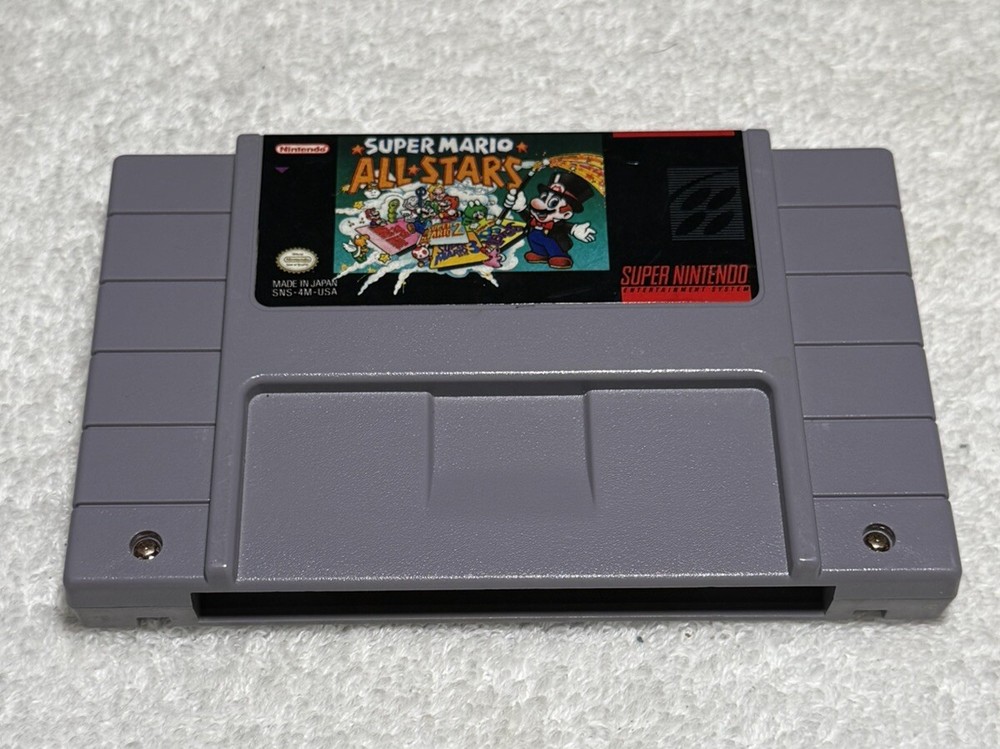 Nintendo
SUPER MARIO
ALL★STARS
MADE IN JAPAN
SNS-4M-USA
SUPER NINTENDO
ENTERTAINMENT SYSTEM